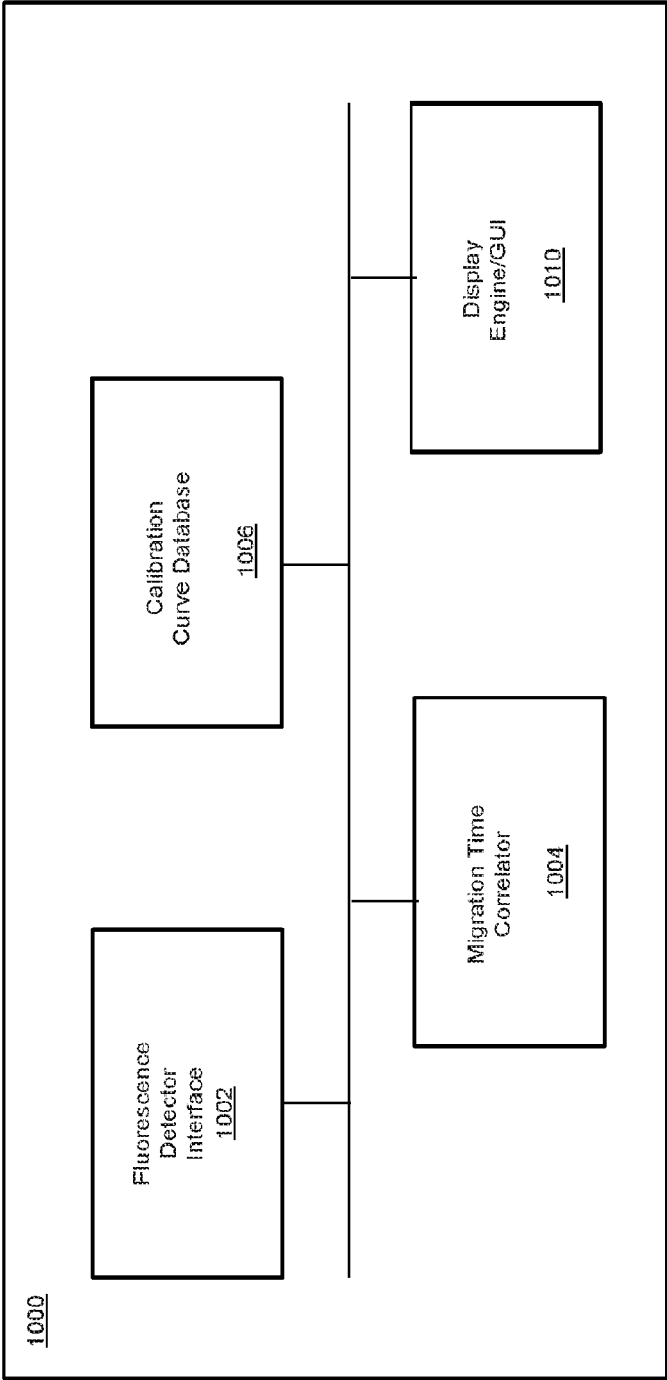 1000
Fluorescence
Detector
Interface
1002
Calibration
Curve Database
1006
Migration Time
Correlator
1004
Display
Engine/GUI
1010